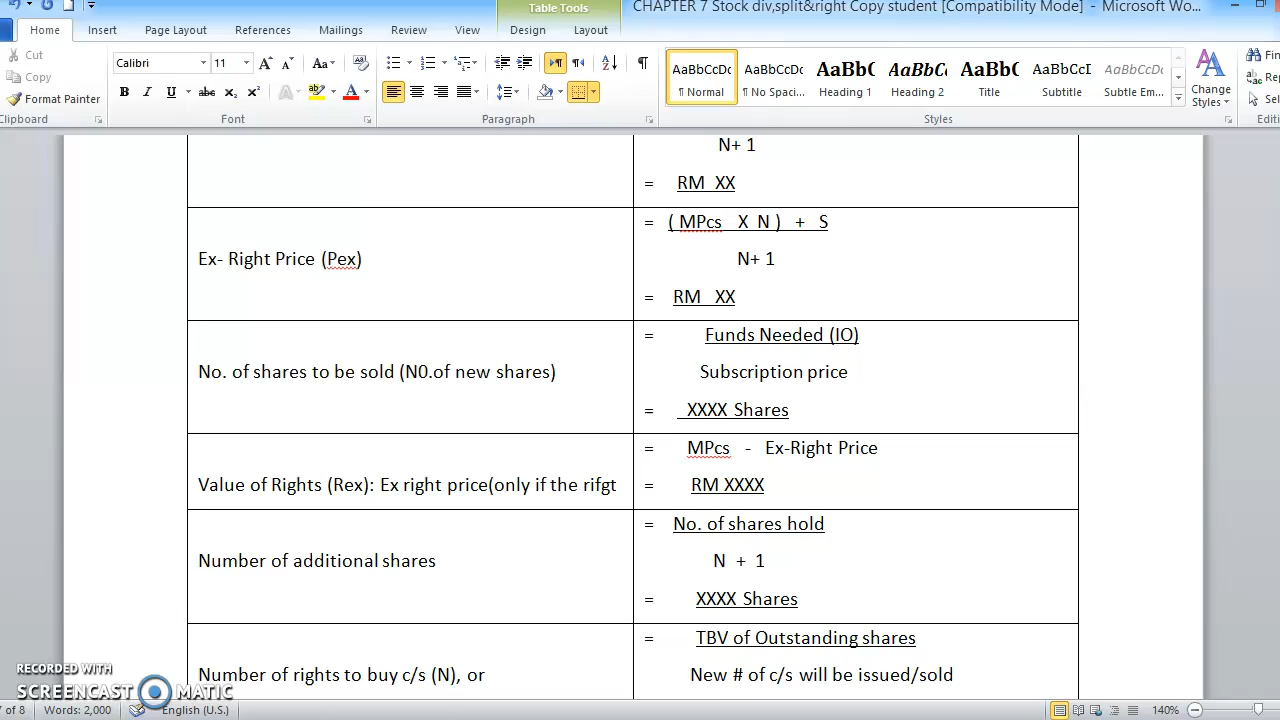 CHAPTER 7 Stock div,split&right Copy student [Compatibility Mode] - Microsoft Wo...
Table Tools
Home Insert Page Layout References Mailings Review View Design Layout
Cut
Copy
Format Painter
Clipboard
Calibri 11
Font
Paragraph
AaBbCcDc AaBbCcDc AaBbC AaBbCc AaBbC AaBbCcI AaBbCcDc
¶ Normal ¶ No Spaci... Heading 1 Heading 2 Title Subtitle Subtle Em...
Styles
Change
Styles
Fin
Re
Sel
Editi
N+ 1
= RM XX
= ( MPcs X N ) + S
Ex- Right Price (Pex)
N+ 1
= RM XX
= Funds Needed (IO)
No. of shares to be sold (N0.of new shares)
Subscription price
= XXXX Shares
= MPcs - Ex-Right Price
Value of Rights (Rex): Ex right price(only if the rifgt
= RM XXXX
= No. of shares hold
Number of additional shares
N + 1
= XXXX Shares
= TBV of Outstanding shares
Number of rights to buy c/s (N), or
New # of c/s will be issued/sold
RECORDED WITH
SCREENCAST MATIC
7 of 8 Words: 2,000 English (U.S.) 140%